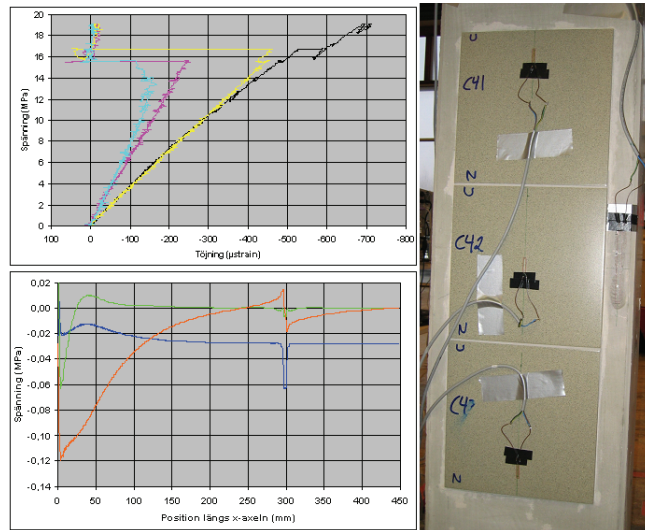 20
18
16
14
12
10
8
6
4
2
0
Spänning (MPa)
100 0 -100 -200 -300 -400 -500 -600 -700 -800
Töjning (µstrain)
0,02
0,00
-0,02
-0,04
-0,06
-0,08
-0,10
-0,12
-0,14
Spänning (MPa)
0 50 100 150 200 250 300 350 400 450
Position längs x-axeln (mm)
U
C41
N
U
C42
N
U
C43
N